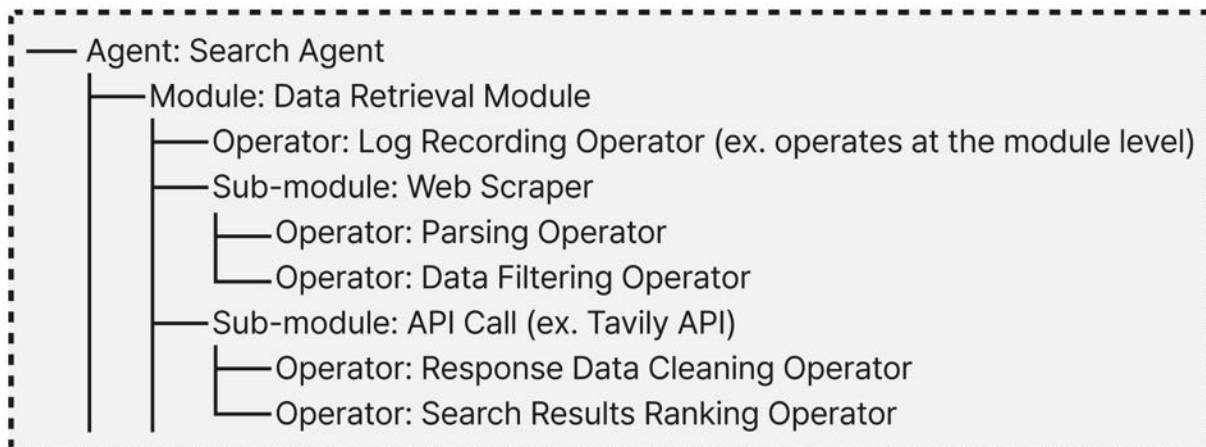 Agent: Search Agent
Module: Data Retrieval Module
Operator: Log Recording Operator (ex. operates at the module level)
Sub-module: Web Scraper
Operator: Parsing Operator
Operator: Data Filtering Operator
Sub-module: API Call (ex. Tavily API)
Operator: Response Data Cleaning Operator
Operator: Search Results Ranking Operator